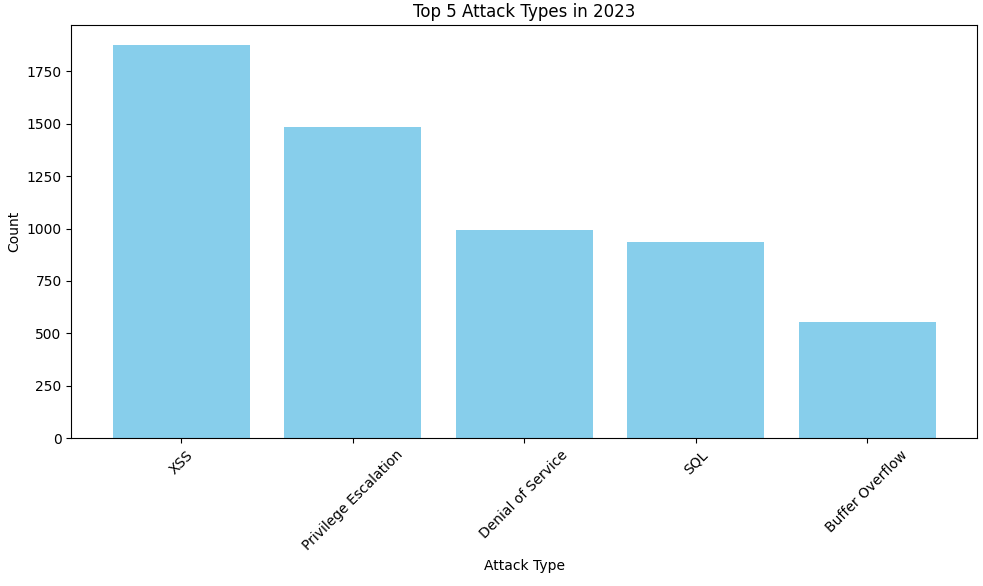 Top 5 Attack Types in 2023
Count
1750
1500
1250
1000
750
500
250
0
XSS
Privilege Escalation
Denial of Service
SQL
Buffer Overflow
Attack Type